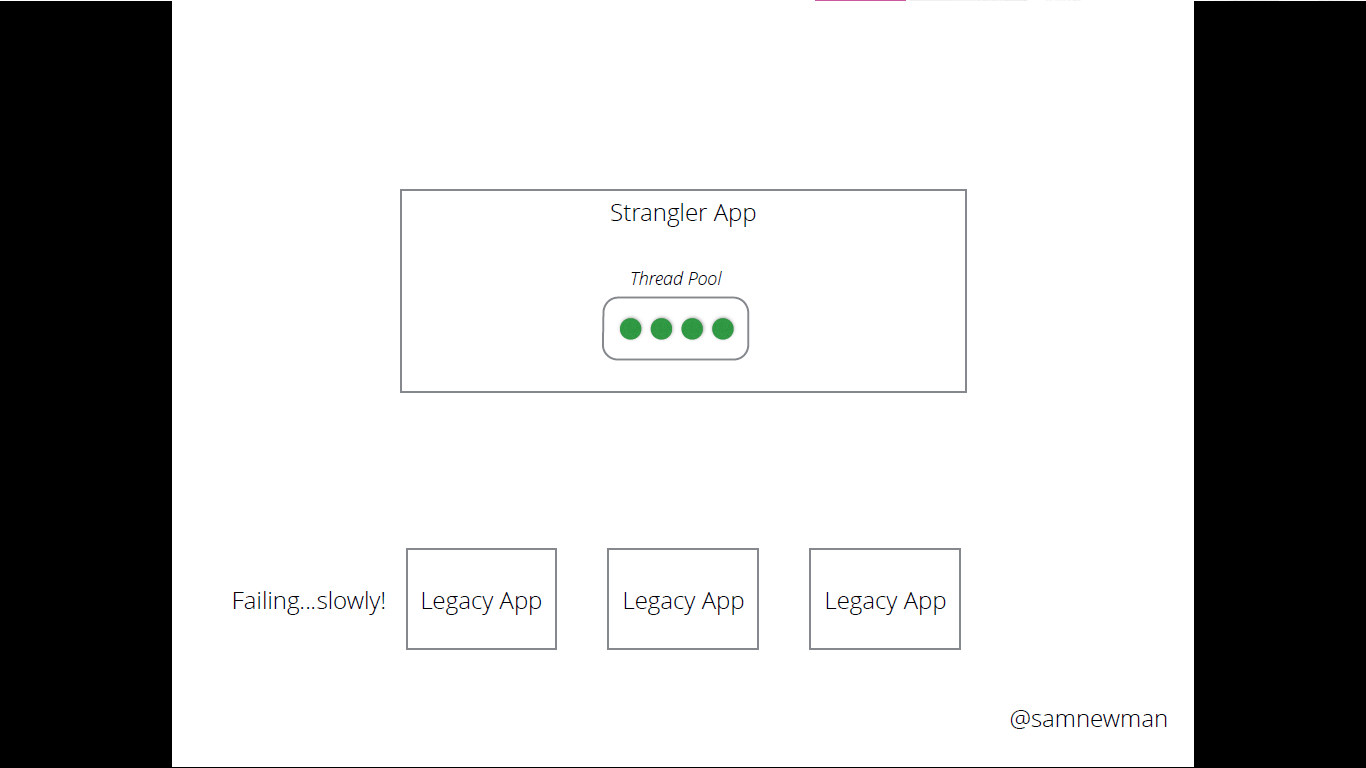 Strangler App
Thread Pool
Failing...slowly!
Legacy App
Legacy App
Legacy App
@samnewman